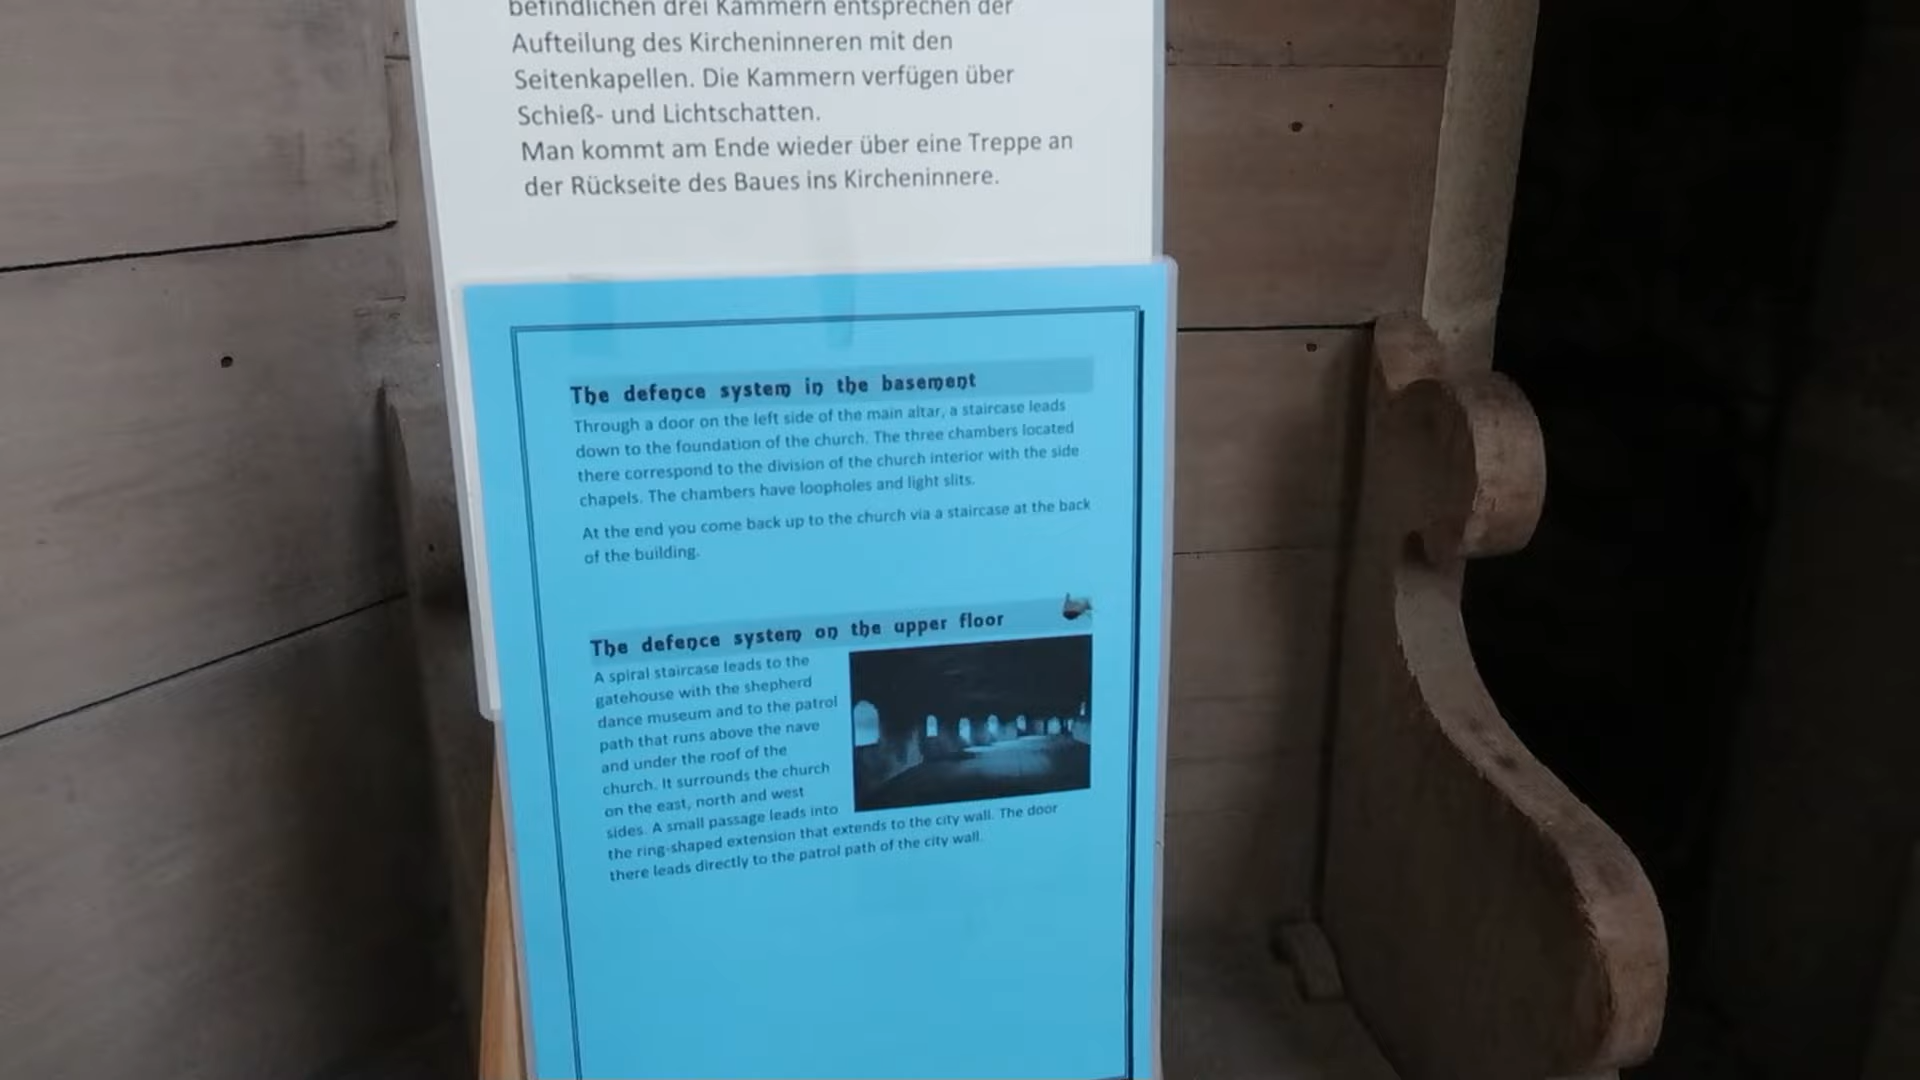 befindlichen drei Kammern entsprechen der
Aufteilung des Kircheninneren mit den
Seitenkapellen. Die Kammern verfügen über
Schieß- und Lichtschatten.
Man kommt am Ende wieder über eine Treppe an
der Rückseite des Baues ins Kircheninnere.
The defence system in the basement
Through a door on the left side of the main altar, a staircase leads
down to the foundation of the church. The three chambers located
there correspond to the division of the church interior with the side
chapels. The chambers have loopholes and light slits.
At the end you come back up to the church via a staircase at the back
of the building.
The defence system on the upper floor
A spiral staircase leads to the
gatehouse with the shepherd
dance museum and to the patrol
path that runs above the nave
and under the roof of the
church. It surrounds the church
on the east, north and west
sides. A small passage leads into
the ring-shaped extension that extends to the city wall. The door
there leads directly to the patrol path of the city wall.